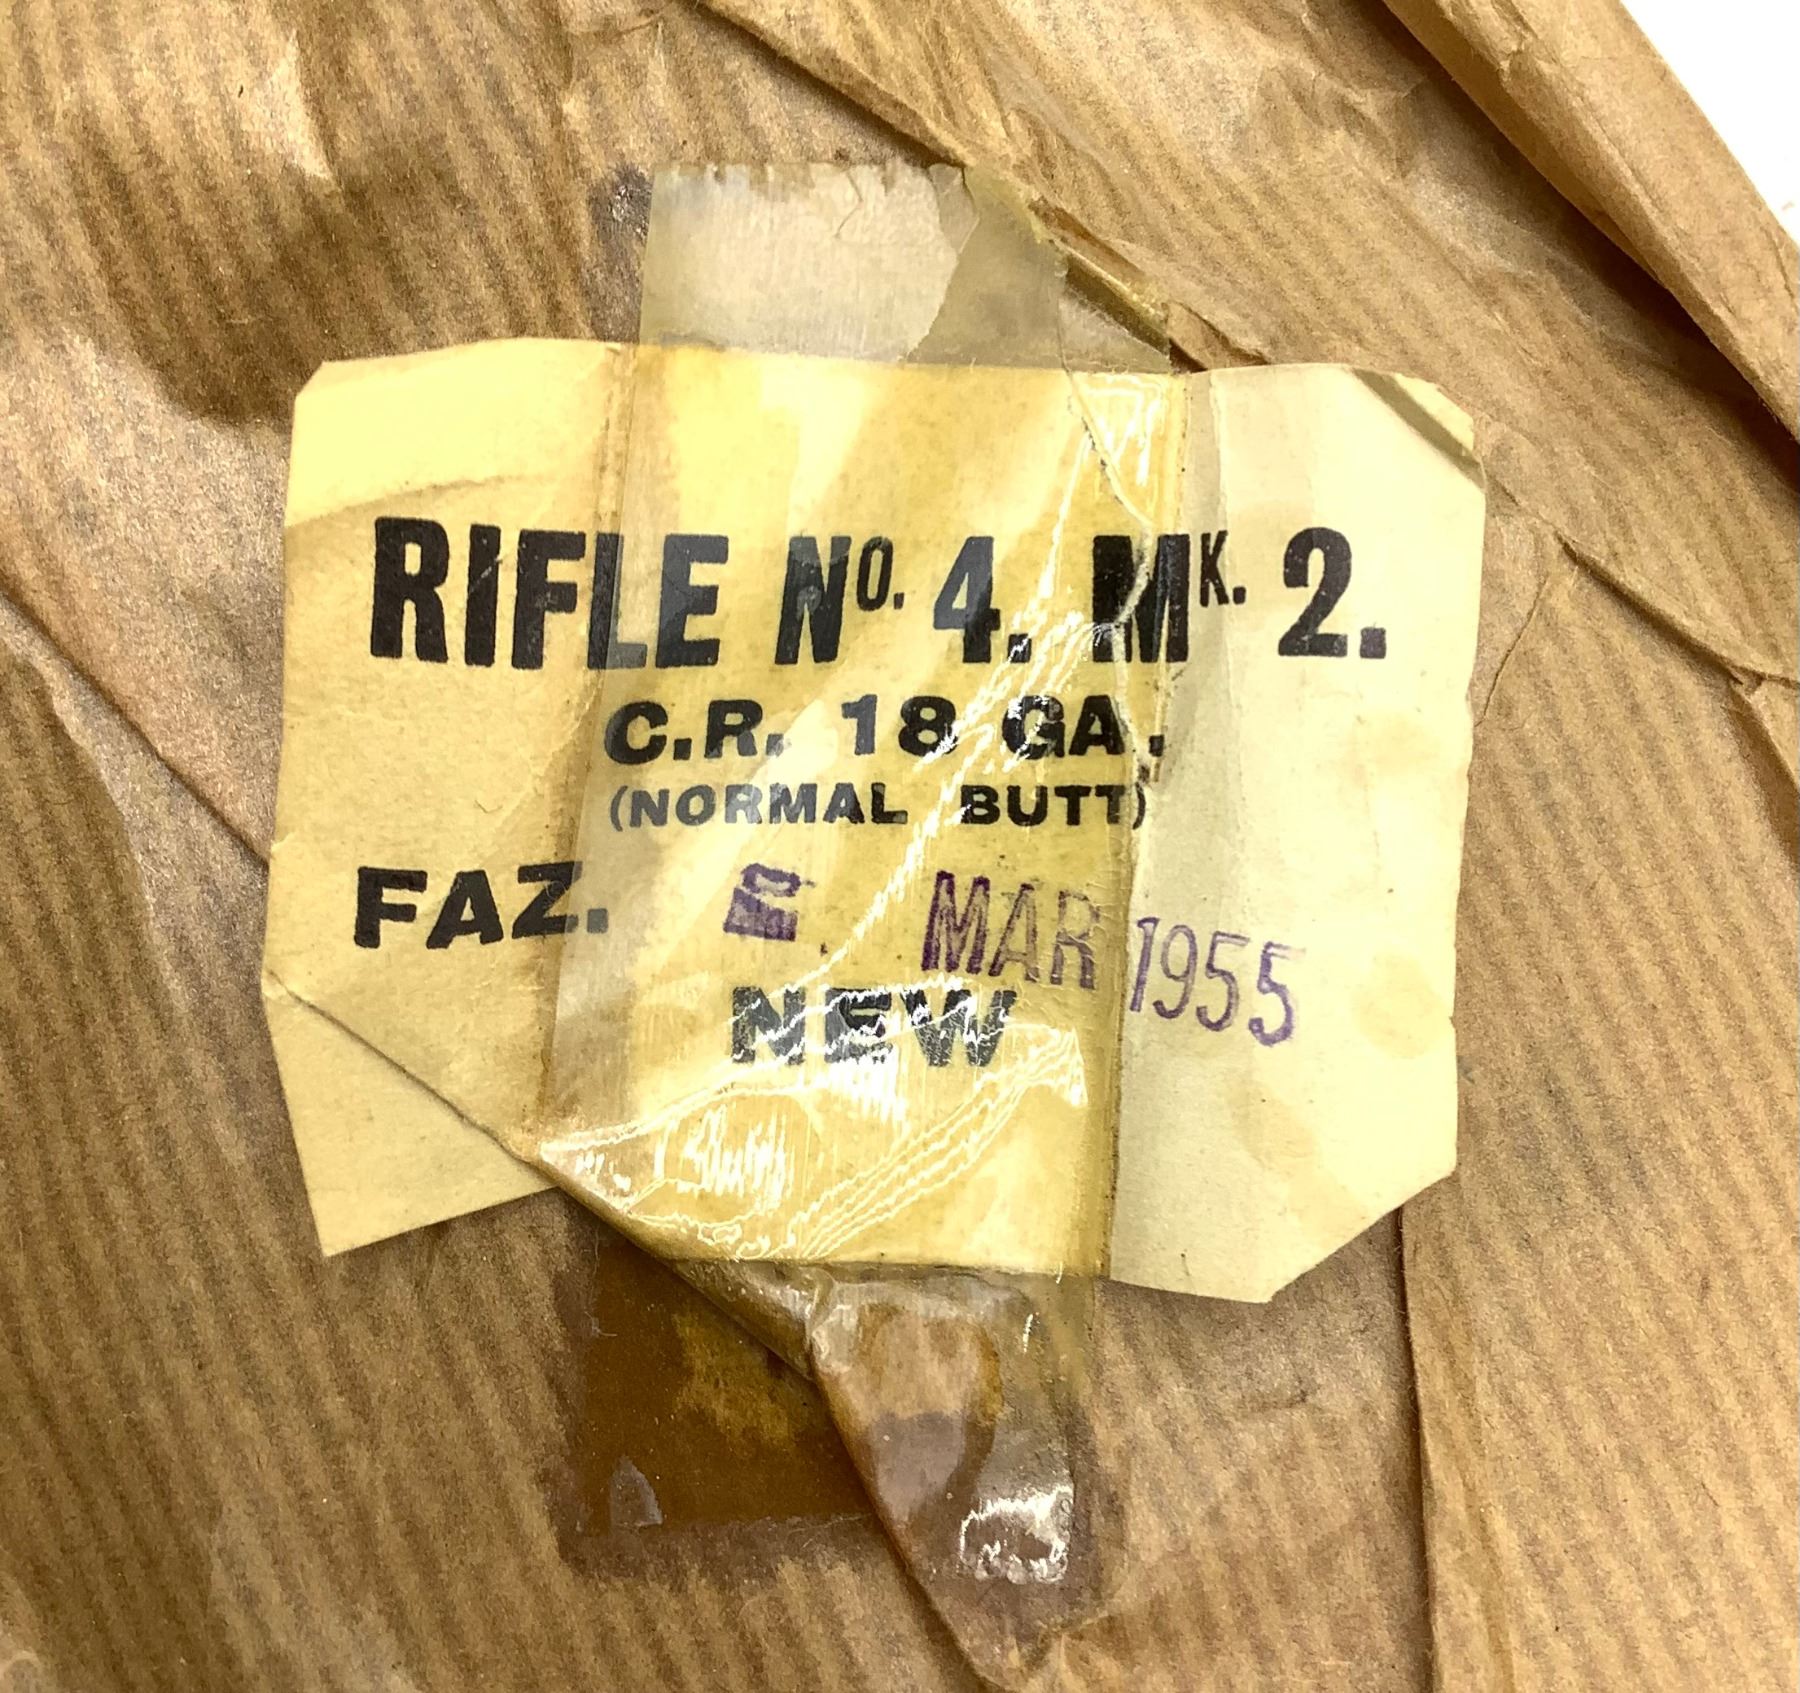 RIFLE No. 4. MK. 2.
C.R. 18 GA.
(NORMAL BUTT)
FAZ. MAR 1955
NEW